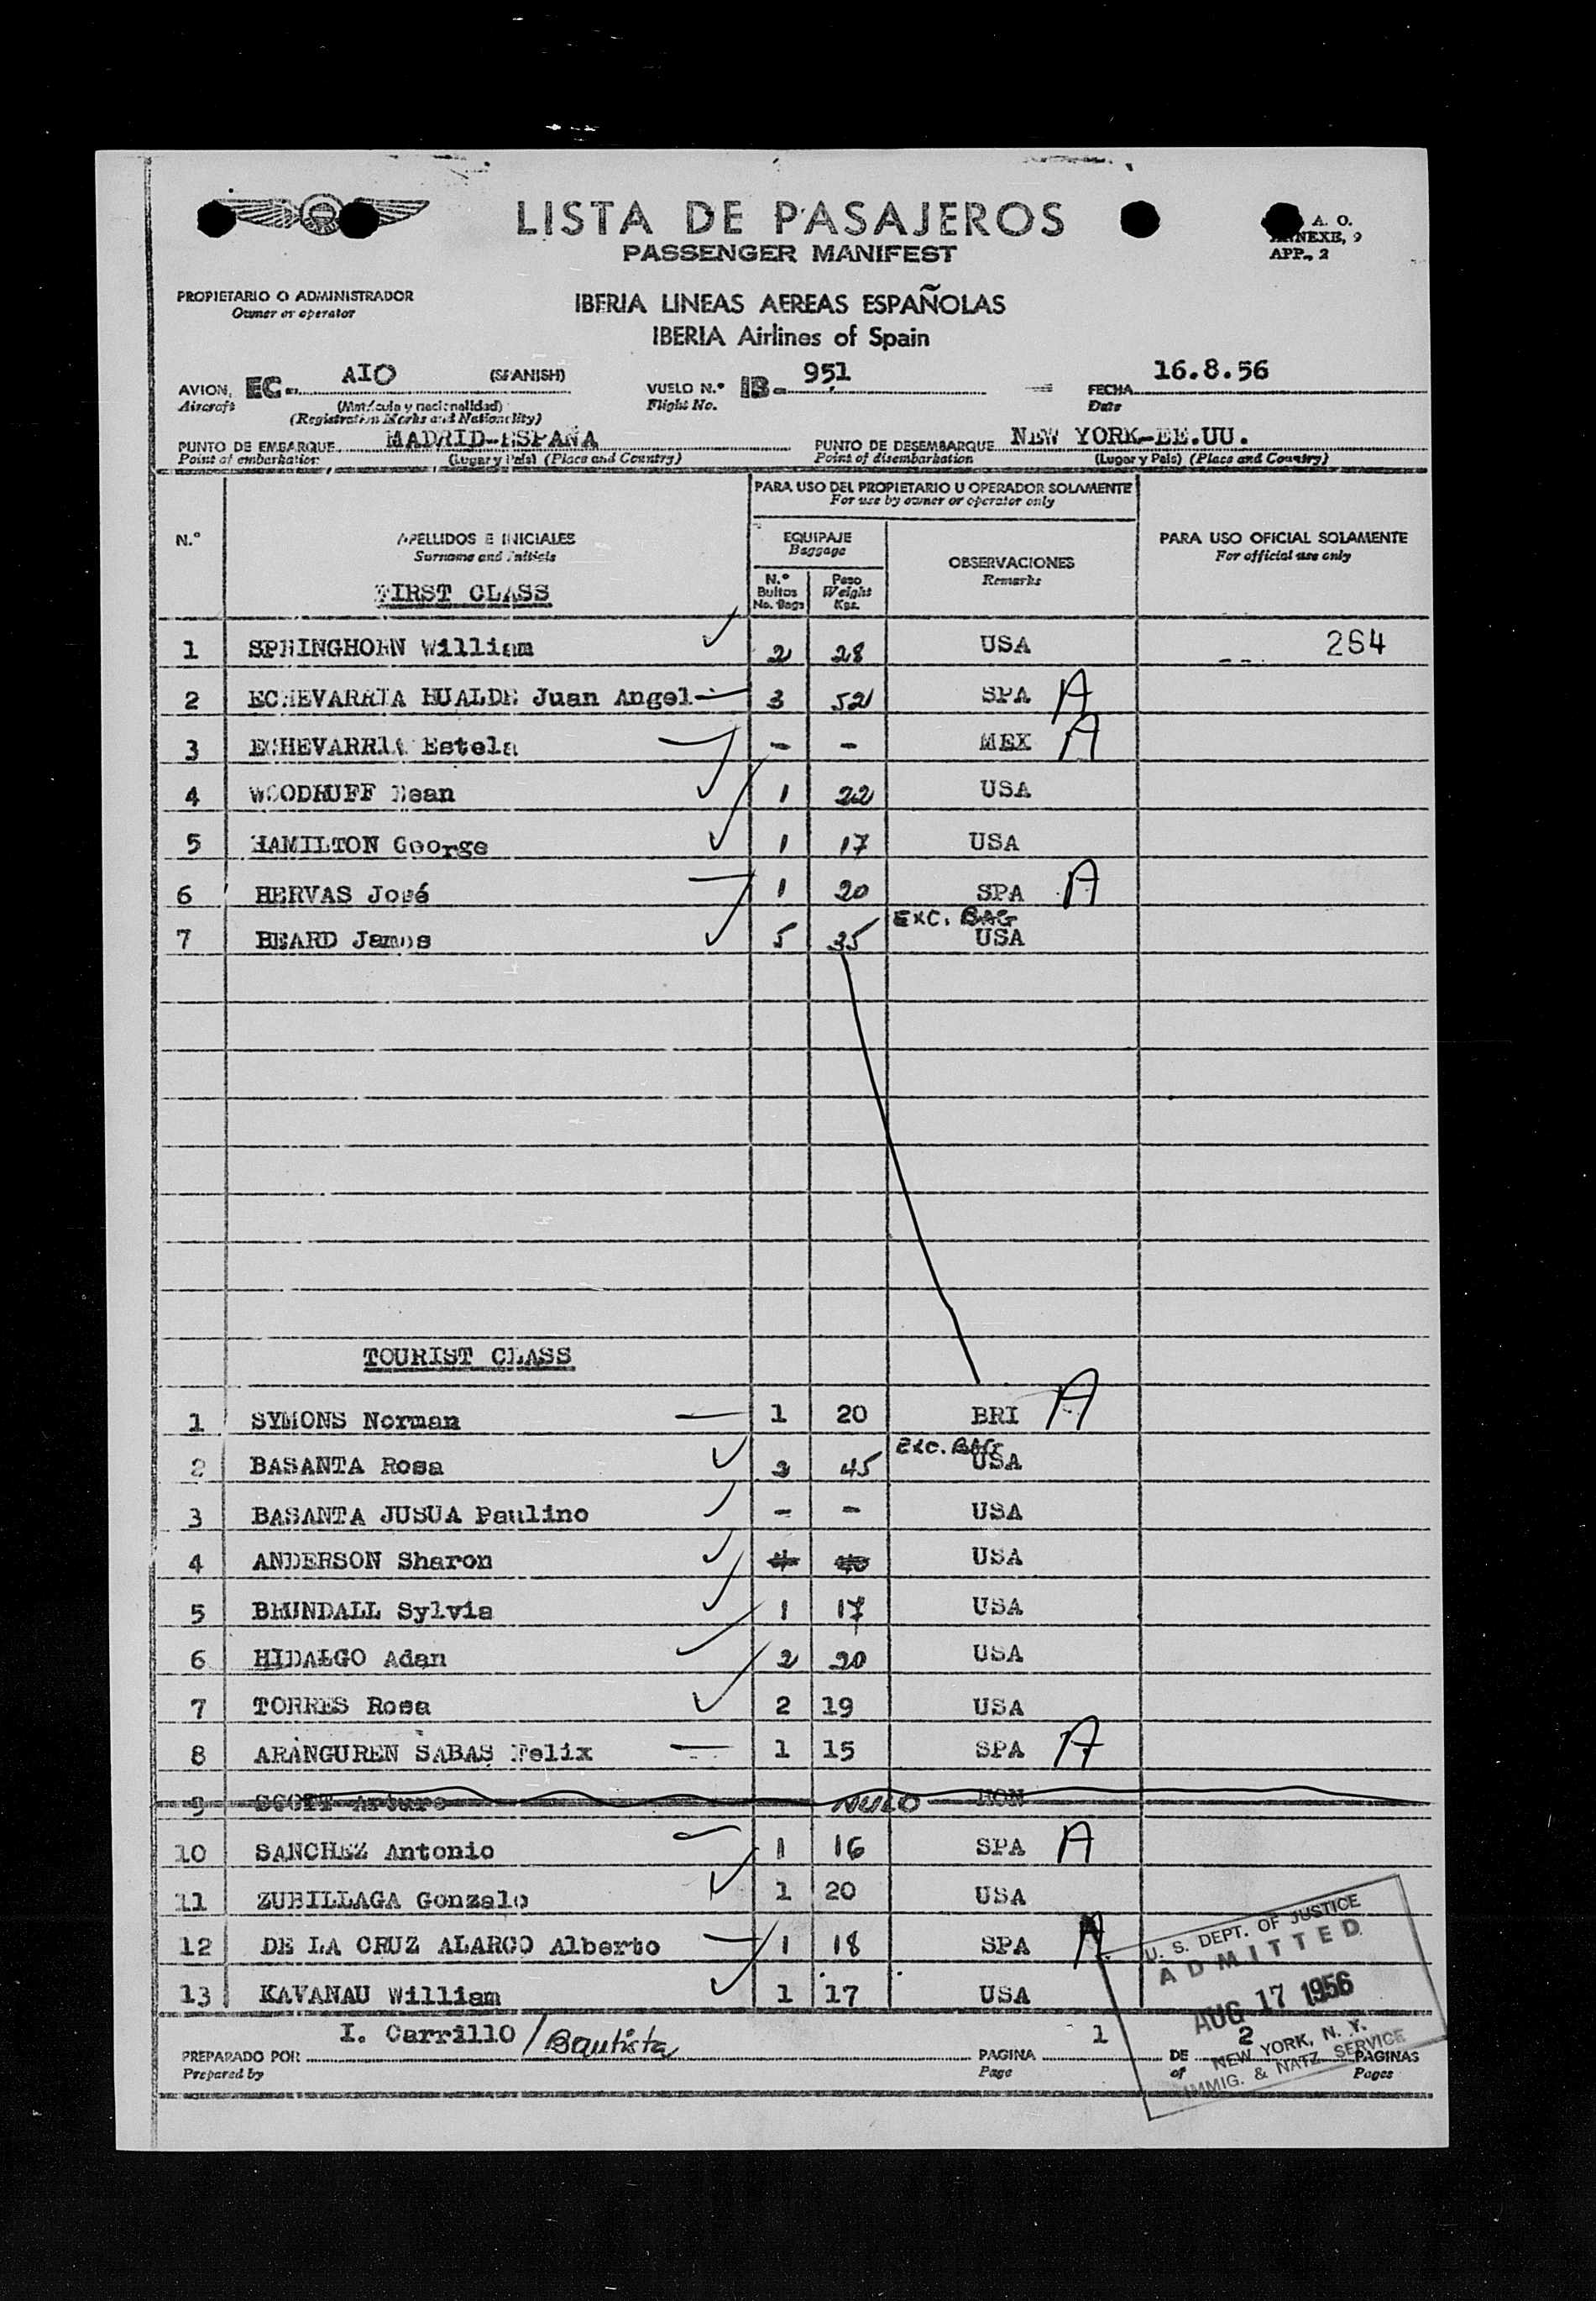 LISTA DE PASAJEROS
PASSENGER MANIFEST
A. O.
ANNEXE, 9
APP., 2
PROPIETARIO O ADMINISTRADOR
Owner or operator
IBERIA LINEAS AEREAS ESPAÑOLAS
IBERIA Airlines of Spain
AVION, EC- AIO (SPANISH) VUELO N.º IB- 951 FECHA 16.8.56
Aircraft (Matrícula y nacionalidad) Flight No. Date
(Registration Marks and Nationality)
PUNTO DE EMBARQUE MADRID-ESPAÑA PUNTO DE DESEMBARQUE NEW YORK-EE.UU.
Point of embarkation (Lugar y País) (Place and Country) Point of disembarkation (Lugar y País) (Place and Country)
PARA USO DEL PROPIETARIO U OPERADOR SOLAMENTE
For use by owner or operator only
N.º APELLIDOS E INICIALES EQUIPAJE OBSERVACIONES PARA USO OFICIAL SOLAMENTE
Surname and Initials Baggage Remarks For official use only
FIRST CLASS N.º Bultos No. Bags Peso Weight Kgs.
1 SPRINGHORN William 2 28 USA 264
2 ECHEVARRIA HUALDE Juan Angel 3 52 SPA A
3 ECHEVARRIA Estela - - MEX A
4 WOODRUFF 1 22 USA
5 HAMILTON George 1 17 USA
6 HERVAS José 1 20 SPA A
7 BEARD James 5 35 EXC. BAG USA
TOURIST CLASS
1 SYMONS Norman 1 20 BRI A
2 BASANTA Rosa 3 45 EXC. BAG USA
3 BASANTA JUSUA Paulino - - USA
4 ANDERSON Sharon USA
5 BRUNDALL Sylvia 1 17 USA
6 HIDALGO Adan 2 20 USA
7 TORRES Rosa 2 19 USA
8 ARANGUREN SABAS Felix 1 15 SPA A
9 SCOTT Arturo NULO HON
10 SANCHEZ Antonio 1 16 SPA A
11 ZUBILLAGA Gonzalo 1 20 USA
12 DE LA CRUZ ALARCO Alberto 1 18 SPA A
13 KAVANAU William 1 17 USA
U. S. DEPT. OF JUSTICE
ADMITTED
AUG 17 1956
NEW YORK, N. Y.
IMMIG. & NATZ. SERVICE
I. Carrillo / Bautista
PREPARADO POR PAGINA 1 DE 2 PAGINAS
Prepared by Page of Pages